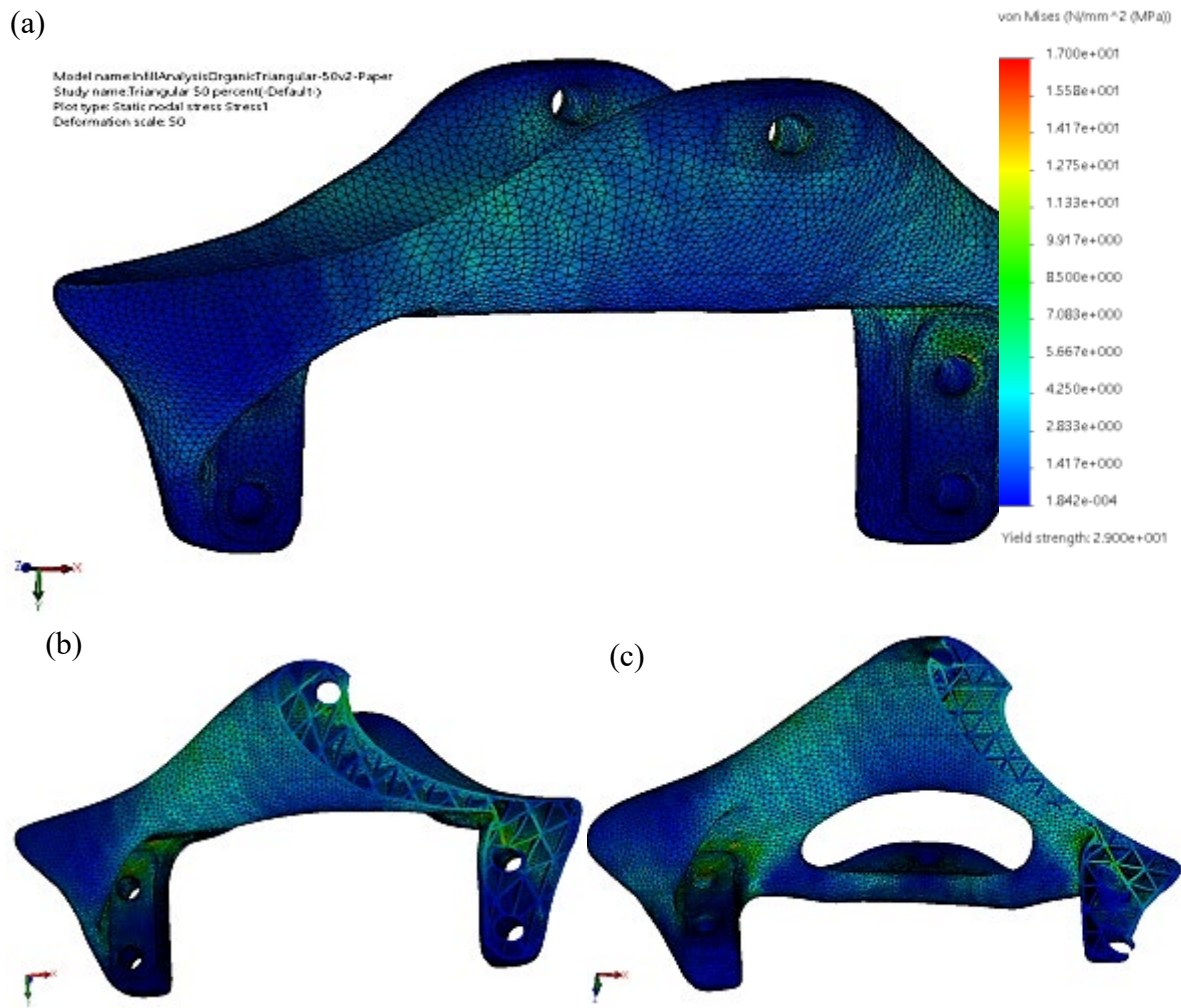 (a)
von Mises (N/mm^2 (MPa))
Model name:InfillAnalysisOrganicTriangular-50v2-Paper
Study name:Triangular 50 percent(-Default-)
Plot type: Static nodal stress Stress1
Deformation scale: 50
1.700e+001
1.558e+001
1.417e+001
1.275e+001
1.133e+001
9.917e+000
8.500e+000
7.083e+000
5.667e+000
4.250e+000
2.833e+000
1.417e+000
1.842e-004
Yield strength: 2.900e+001
Z X
Y
(b)
(c)
X
X